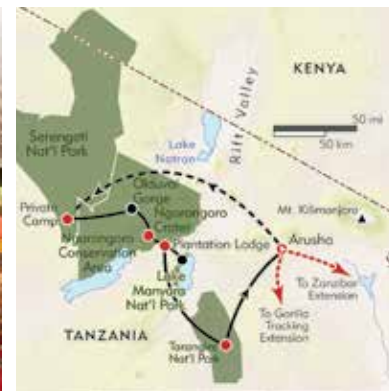 KENYA
50 mi
50 km
Rift Valley
Serengeti
Nat'l Park
Lake
Natron
Olduvai
Gorge
Ngorongoro
Crater
Private
Camp
Plantation Lodge
Mt. Kilimanjaro
Arusha
Ngorongoro
Conservation
Area
Lake
Manyara
Nat'l Park
To Zanzibar
Extension
To Gorilla
Tracking
Extension
TANZANIA
Tarangire
Nat'l Park